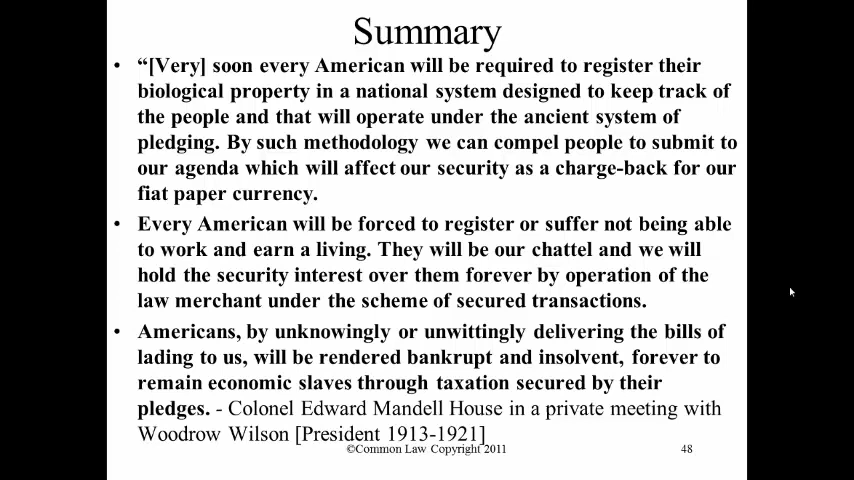 Summary
• “[Very] soon every American will be required to register their
biological property in a national system designed to keep track of
the people and that will operate under the ancient system of
pledging. By such methodology we can compel people to submit to
our agenda which will affect our security as a charge-back for our
fiat paper currency.
• Every American will be forced to register or suffer not being able
to work and earn a living. They will be our chattel and we will
hold the security interest over them forever by operation of the
law merchant under the scheme of secured transactions.
• Americans, by unknowingly or unwittingly delivering the bills of
lading to us, will be rendered bankrupt and insolvent, forever to
remain economic slaves through taxation secured by their
pledges. - Colonel Edward Mandell House in a private meeting with
Woodrow Wilson [President 1913-1921]
©Common Law Copyright 2011 48